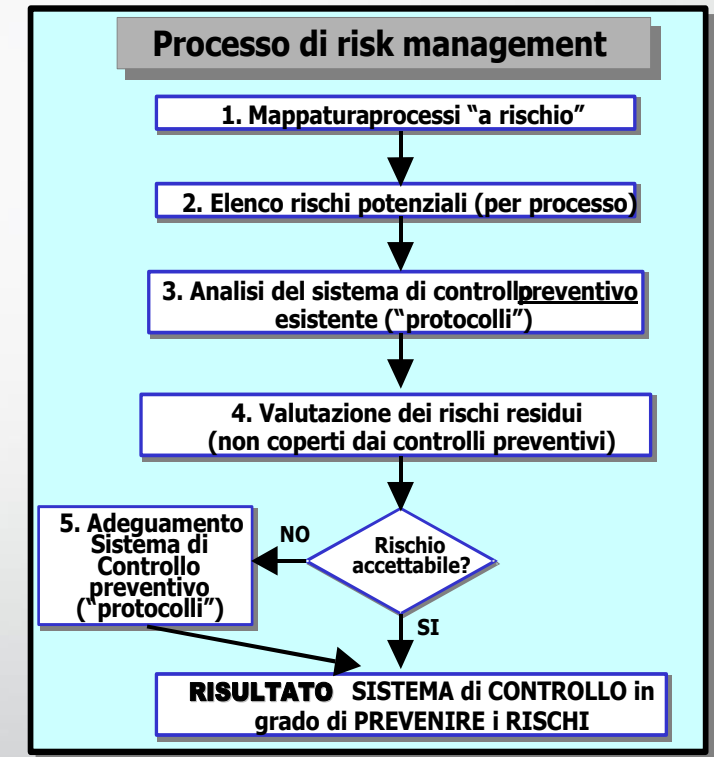 Processo di risk management
1. Mappaturaprocessi “a rischio”
2. Elenco rischi potenziali (per processo)
3. Analisi del sistema di controllopreventivo
esistente (“protocolli”)
4. Valutazione dei rischi residui
(non coperti dai controlli preventivi)
5. Adeguamento
Sistema di
Controllo
preventivo
(“protocolli”)
NO
Rischio
accettabile?
SI
RISULTATO SISTEMA di CONTROLLO in
grado di PREVENIRE i RISCHI